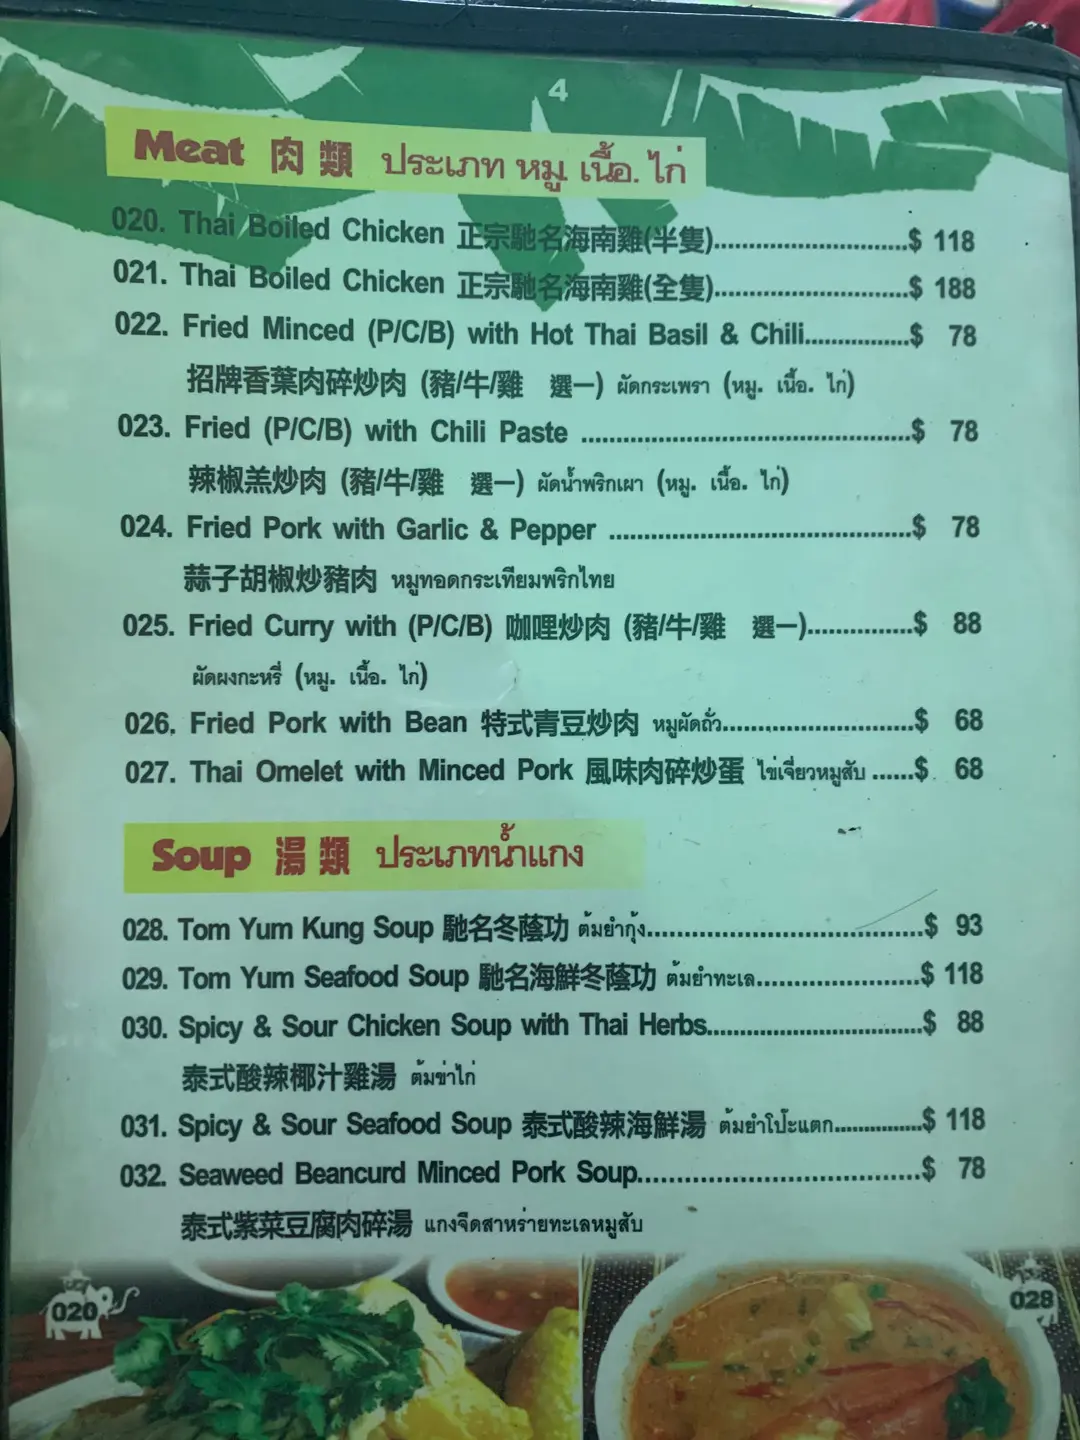 4
Meat 肉類 ประเภท หมู เนื้อ. ไก่
020. Thai Boiled Chicken 正宗馳名海南雞(半隻)..........................$ 118
021. Thai Boiled Chicken 正宗馳名海南雞(全隻)..........................$ 188
022. Fried Minced (P/C/B) with Hot Thai Basil & Chili................$ 78
招牌香葉肉碎炒肉 (豬/牛/雞 選一) ผัดกระเพรา (หมู. เนื้อ. ไก่)
023. Fried (P/C/B) with Chili Paste .............................................$ 78
辣椒羔炒肉 (豬/牛/雞 選一) ผัดน้ำพริกเผา (หมู. เนื้อ. ไก่)
024. Fried Pork with Garlic & Pepper .........................................$ 78
蒜子胡椒炒豬肉 หมูทอดกระเทียมพริกไทย
025. Fried Curry with (P/C/B) 咖哩炒肉 (豬/牛/雞 選一)...............$ 88
ผัดผงกะหรี่ (หมู. เนื้อ. ไก่)
026. Fried Pork with Bean 特式青豆炒肉 หมูผัดถั่ว..........................$ 68
027. Thai Omelet with Minced Pork 風味肉碎炒蛋 ไข่เจี่ยวหมูสับ ......$. 68
Soup 湯類 ประเภทน้ำแกง
028. Tom Yum Kung Soup 馳名冬蔭功 ต้มยำกุ้ง.....................................$ 93
029. Tom Yum Seafood Soup 馳名海鮮冬蔭功 ต้มยำทะเล......................$ 118
030. Spicy & Sour Chicken Soup with Thai Herbs.............................$ 88
泰式酸辣椰汁雞湯 ต้มข่าไก่
031. Spicy & Sour Seafood Soup 泰式酸辣海鮮湯 ต้มยำโป๊ะแตก...............$ 118
032. Seaweed Beancurd Minced Pork Soup......................................$ 78
泰式紫菜豆腐肉碎湯 แกงจืดสาหร่ายทะเลหมูสับ
020
028